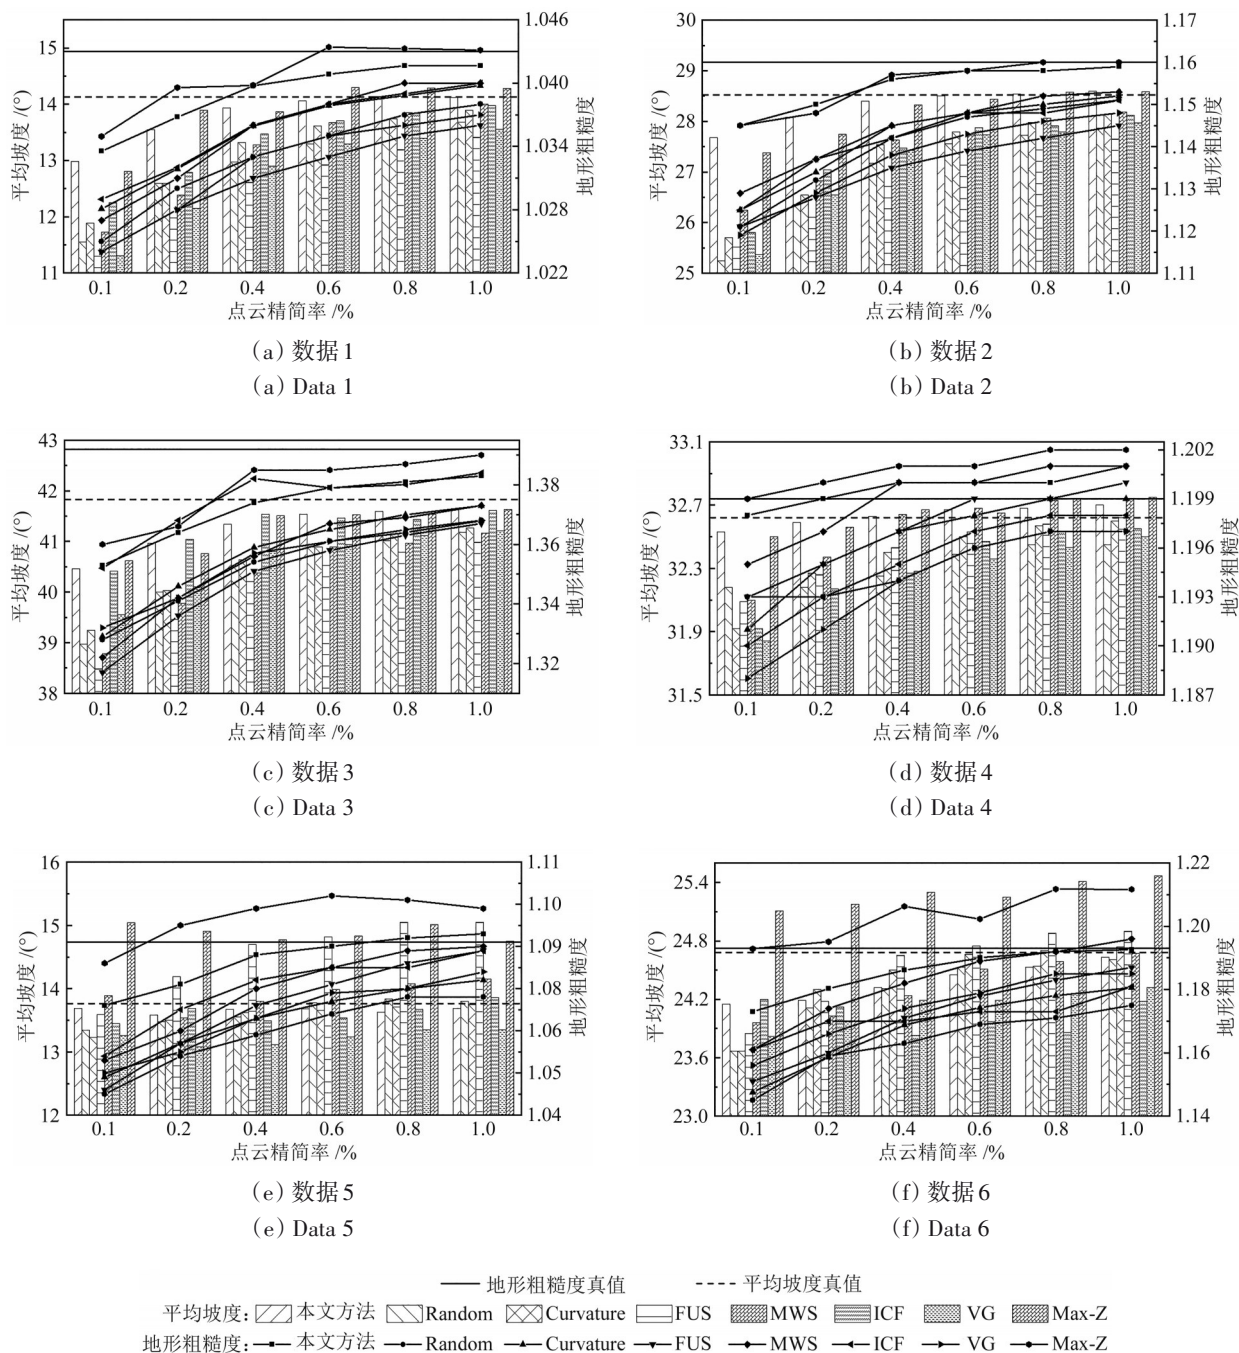 15
14
13
12
11
平均坡度 /(°)
1.046
1.040
1.034
1.028
1.022
地形粗糙度
0.1 0.2 0.4 0.6 0.8 1.0
点云精简率 /%
(a) 数据1
(a) Data 1
30
29
28
27
26
25
平均坡度 /(°)
1.17
1.16
1.15
1.14
1.13
1.12
1.11
地形粗糙度
0.1 0.2 0.4 0.6 0.8 1.0
点云精简率 /%
(b) 数据2
(b) Data 2
43
42
41
40
39
38
平均坡度 /(°)
1.38
1.36
1.34
1.32
地形粗糙度
0.1 0.2 0.4 0.6 0.8 1.0
点云精简率 /%
(c) 数据3
(c) Data 3
33.1
32.7
32.3
31.9
31.5
平均坡度 /(°)
1.202
1.199
1.196
1.193
1.190
1.187
地形粗糙度
0.1 0.2 0.4 0.6 0.8 1.0
点云精简率 /%
(d) 数据4
(d) Data 4
16
15
14
13
12
平均坡度 /(°)
1.11
1.10
1.09
1.08
1.06
1.05
1.04
地形粗糙度
0.1 0.2 0.4 0.6 0.8 1.0
点云精简率 /%
(e) 数据5
(e) Data 5
25.4
24.8
24.2
23.6
23.0
平均坡度 /(°)
1.22
1.20
1.18
1.16
1.14
地形粗糙度
0.1 0.2 0.4 0.6 0.8 1.0
点云精简率 /%
(f) 数据6
(f) Data 6
地形粗糙度真值 平均坡度真值
平均坡度: 本文方法 Random Curvature FUS MWS ICF VG Max-Z
地形粗糙度: 本文方法 Random Curvature FUS MWS ICF VG Max-Z